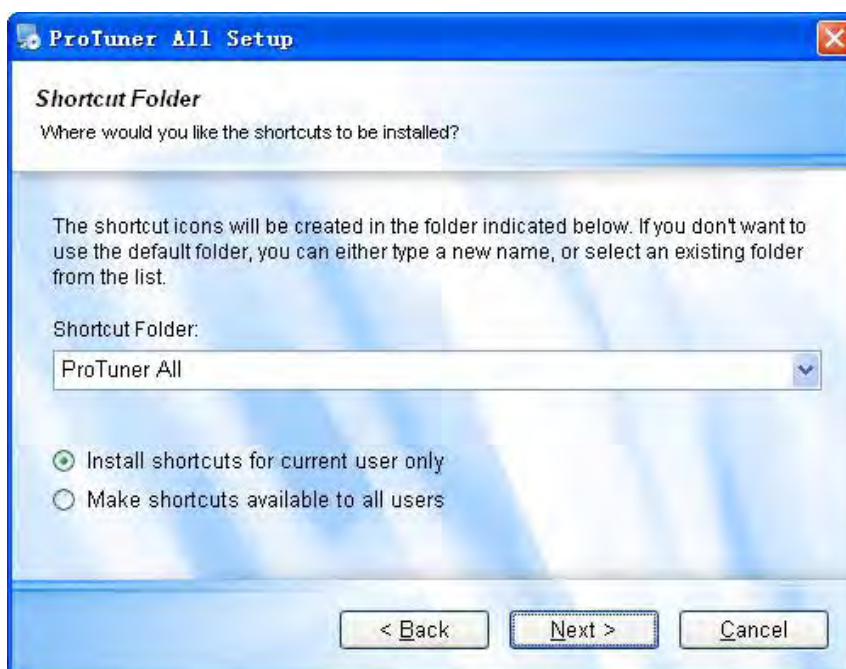 ProTuner All Setup
Shortcut Folder
Where would you like the shortcuts to be installed?
The shortcut icons will be created in the folder indicated below. If you don't want to
use the default folder, you can either type a new name, or select an existing folder
from the list.
Shortcut Folder:
ProTuner All
Install shortcuts for current user only
Make shortcuts available to all users
< Back
Next >
Cancel